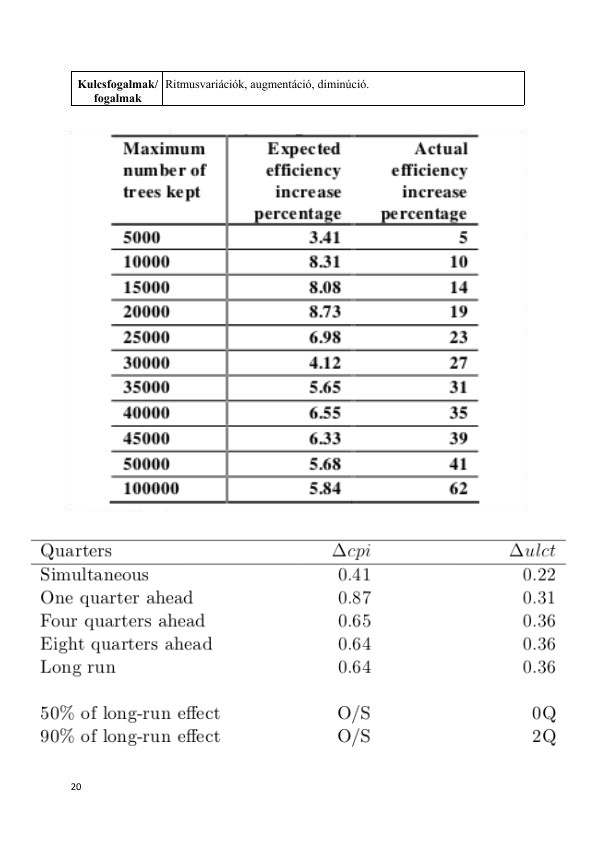 Kulcsfogalmak/ Ritmusvariációk, augmentáció, diminúció.
fogalmak
Maximum Expected Actual
number of efficiency efficiency
trees kept increase increase
percentage percentage
5000 3.41 5
10000 8.31 10
15000 8.08 14
20000 8.73 19
25000 6.98 23
30000 4.12 27
35000 5.65 31
40000 6.55 35
45000 6.33 39
50000 5.68 41
100000 5.84 62
Quarters Δcpi Δulct
Simultaneous 0.41 0.22
One quarter ahead 0.87 0.31
Four quarters ahead 0.65 0.36
Eight quarters ahead 0.64 0.36
Long run 0.64 0.36
50% of long-run effect O/S 0Q
90% of long-run effect O/S 2Q
20